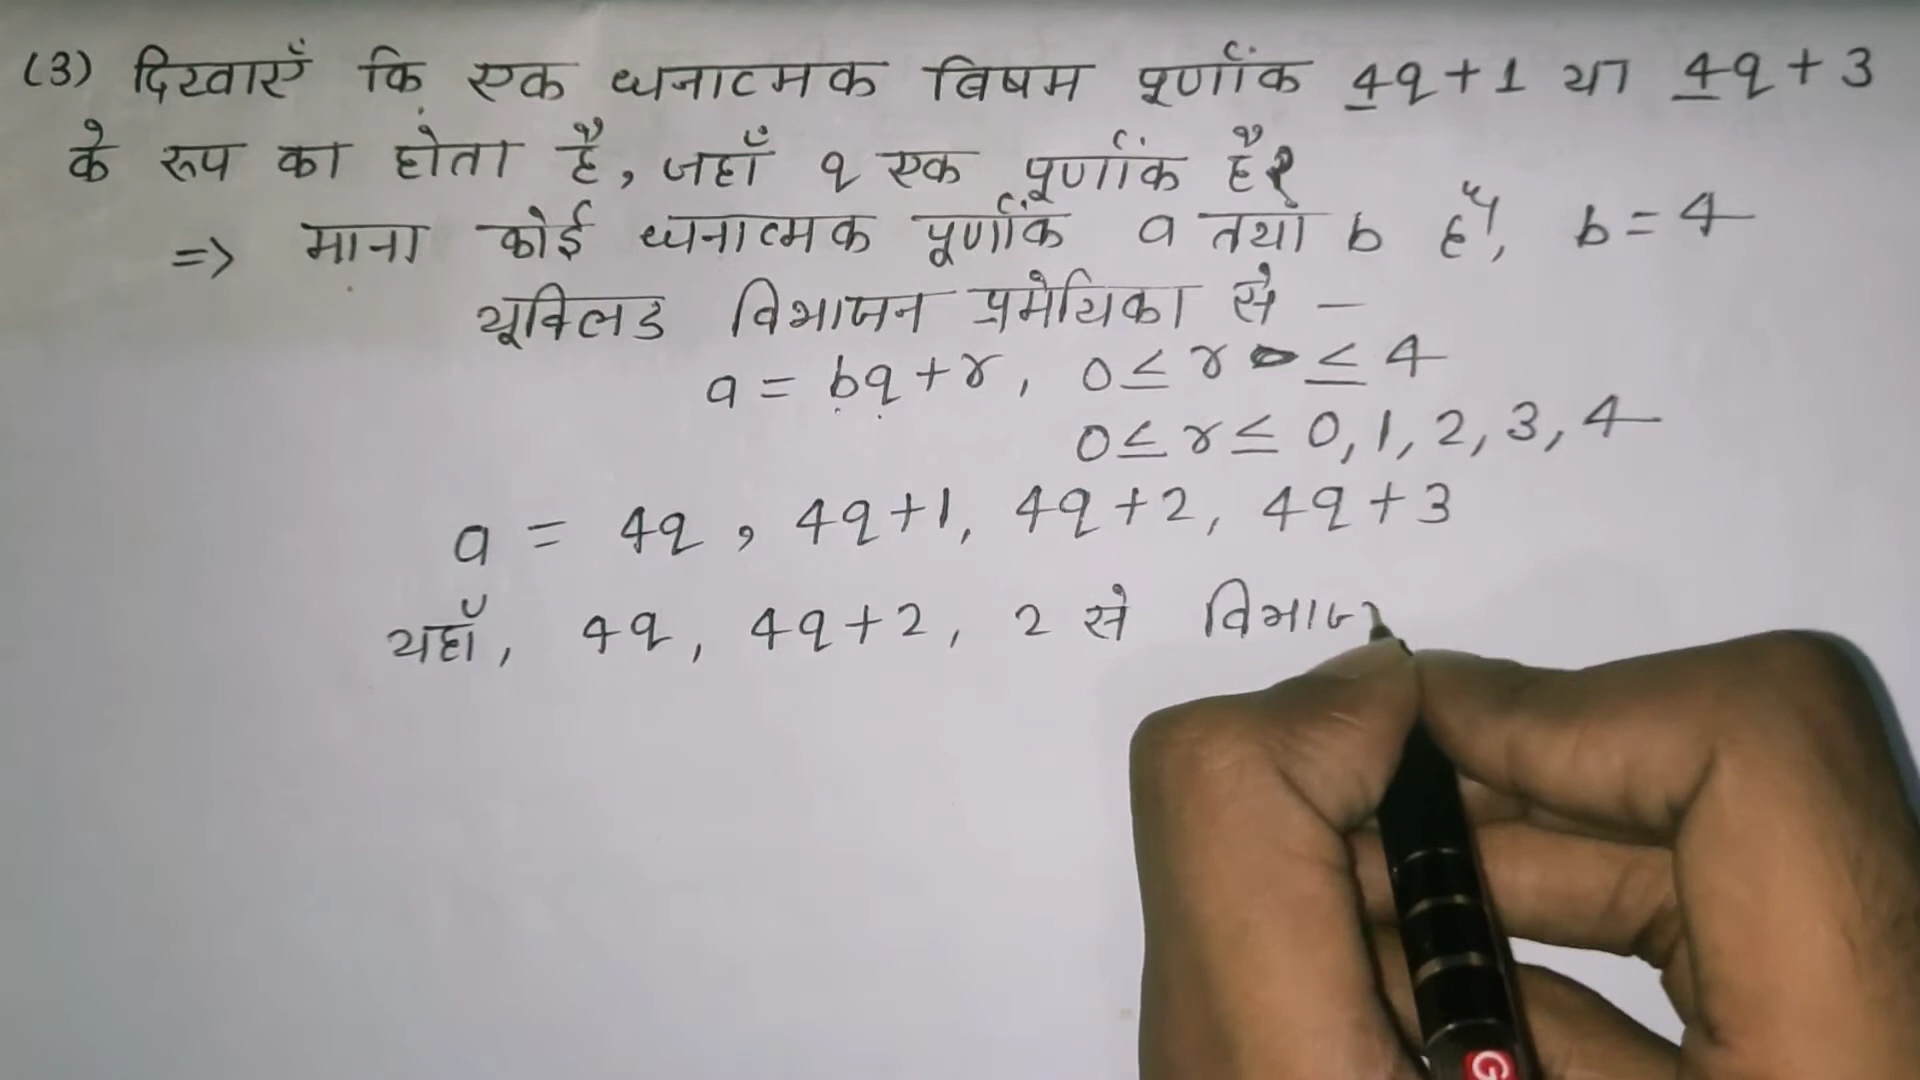 (3) दिखाएँ कि एक धनात्मक विषम पूर्णांक 4q+1 या 4q+3
के रूप का होता है, जहाँ q एक पूर्णांक है?
=> माना कोई धनात्मक पूर्णांक a तथा b हैं, b = 4
यूक्लिड विभाजन प्रमेयिका से —
a = bq + r, 0 ≤ r ≤ 4
0 ≤ r ≤ 0, 1, 2, 3, 4
a = 4q, 4q+1, 4q+2, 4q+3
यहाँ, 4q, 4q+2, 2 से
G